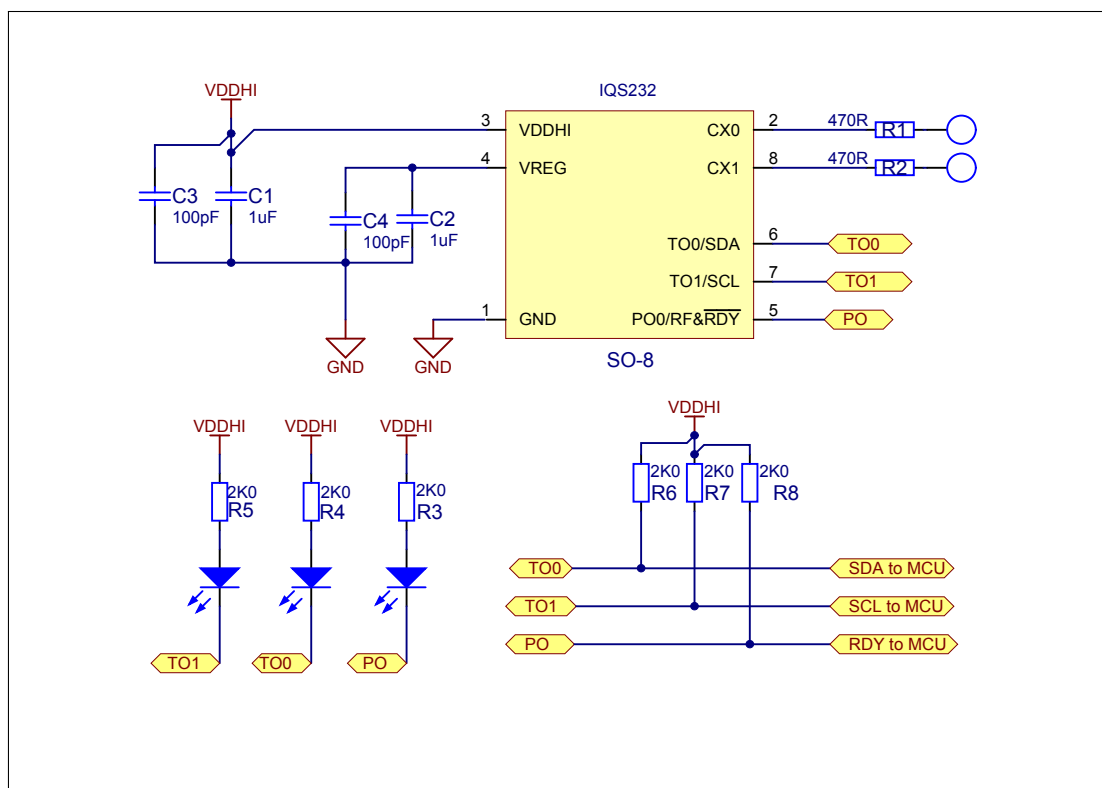 IQS232
VDDHI
3 VDDHI CX0 2 470R R1
4 VREG CX1 8 470R R2
C3 C1
100pF 1uF
C4 C2
100pF 1uF
TO0/SDA 6 TO0
TO1/SCL 7 TO1
1 GND PO0/RF&RDY 5 PO
GND GND
SO-8
VDDHI VDDHI VDDHI
VDDHI
2K0 2K0 2K0
R6 R7 R8
2K0 2K0 2K0
R5 R4 R3
TO0 SDA to MCU
TO1 SCL to MCU
PO RDY to MCU
TO1 TO0 PO